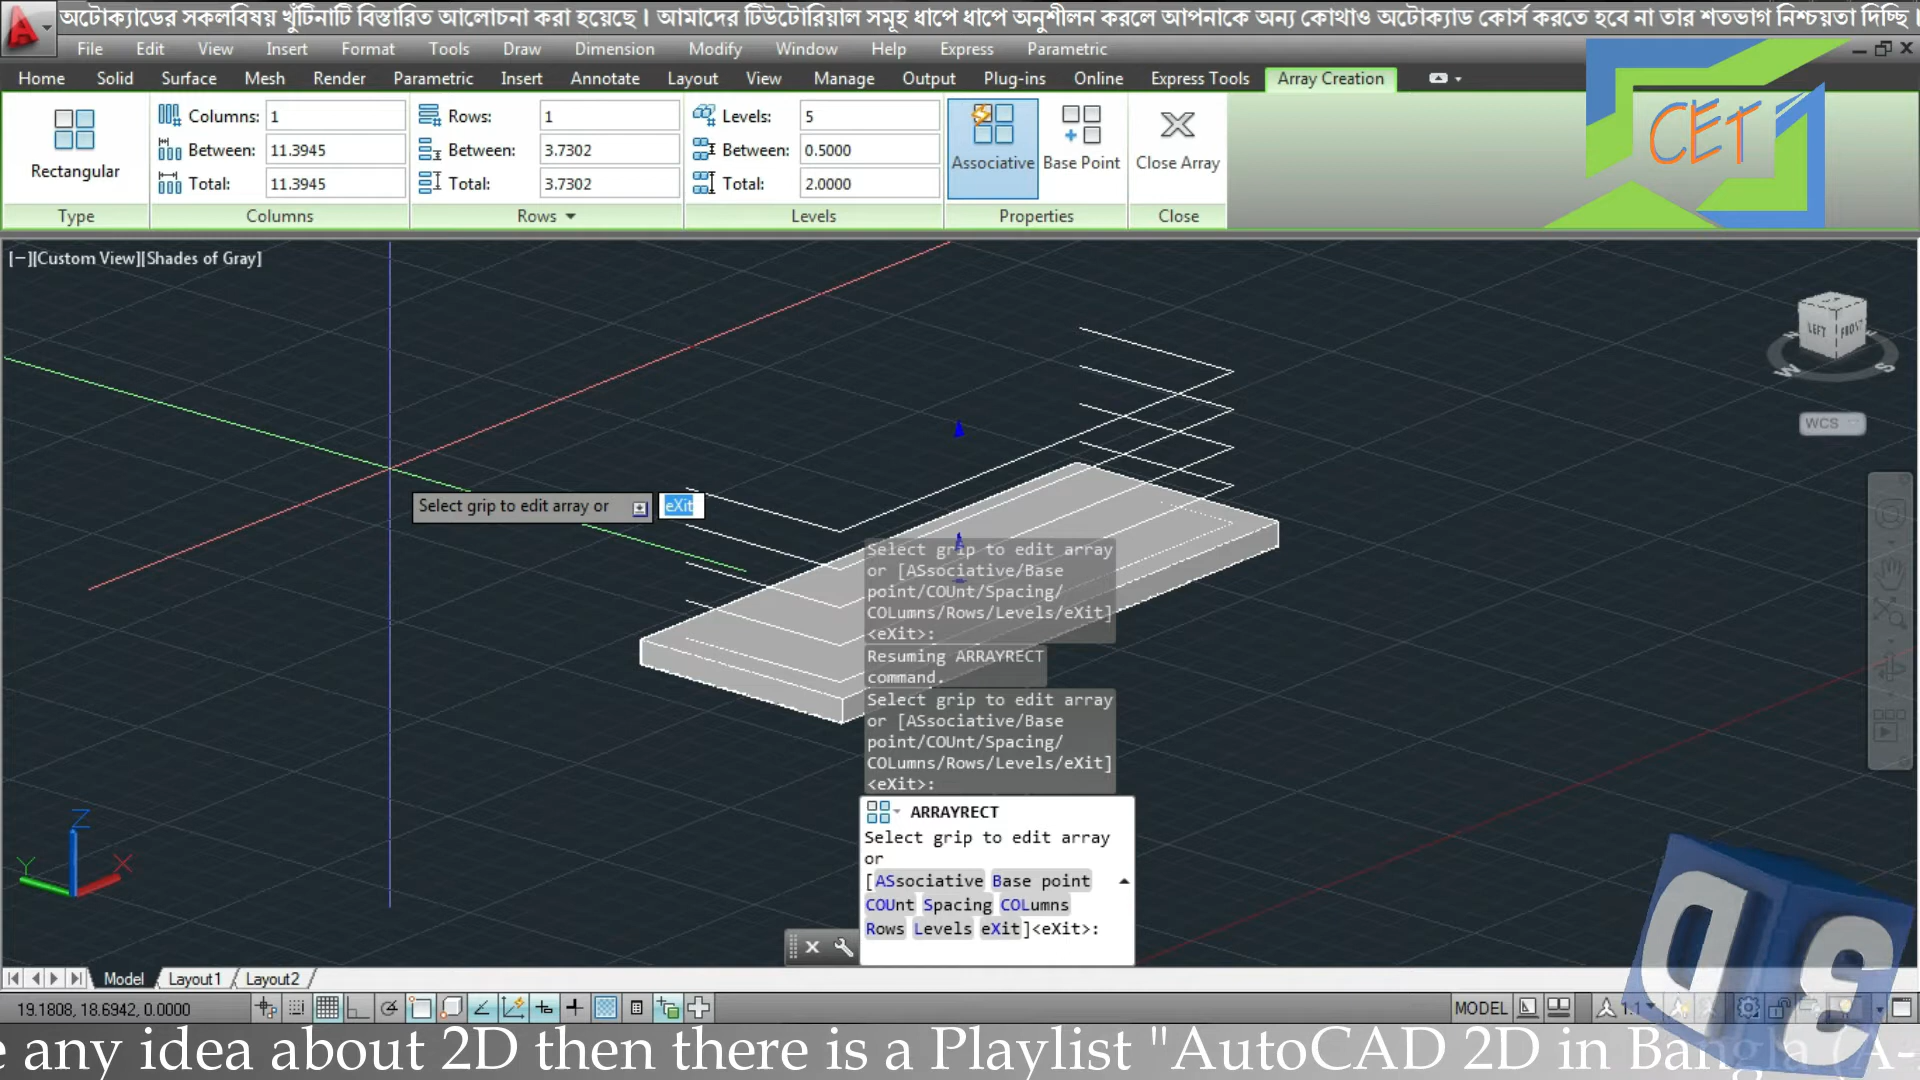 অটোক্যাডের সকলবিষয় খুঁটিনাটি বিস্তারিত আলোচনা করা হয়েছে। আমাদের টিউটোরিয়াল সমূহ ধাপে ধাপে অনুশীলন করলে আপনাকে অন্য কোথাও অটোক্যাড কোর্স করতে হবে না তার শতভাগ নিশ্চয়তা দিচ্ছি।
File Edit View Insert Format Tools Draw Dimension Modify Window Help Express Parametric
Home Solid Surface Mesh Render Parametric Insert Annotate Layout View Manage Output Plug-ins Online Express Tools Array Creation
CET
Columns: 1 Rows: 1 Levels: 5
Between: 11.3945 Between: 3.7302 Between: 0.5000
Total: 11.3945 Total: 3.7302 Total: 2.0000
Rectangular Associative Base Point Close Array
Type Columns Rows Levels Properties Close
[−][Custom View][Shades of Gray]
LEFT FRONT
W S
WCS
Select grip to edit array or eXit
Select grip to edit array
or [ASsociative/Base
point/COUnt/Spacing/
COLumns/Rows/Levels/eXit]
<eXit>:
Resuming ARRAYRECT
command.
Select grip to edit array
or [ASsociative/Base
point/COUnt/Spacing/
COLumns/Rows/Levels/eXit]
<eXit>:
ARRAYRECT
Select grip to edit array
or
[ASsociative Base point
COUnt Spacing COLumns
Rows Levels eXit]<eXit>:
Z
Y X
Model Layout1 Layout2
19.1808, 18.6942, 0.0000 MODEL 1:1
e any idea about 2D then there is a Playlist "AutoCAD 2D in Bangla (A-